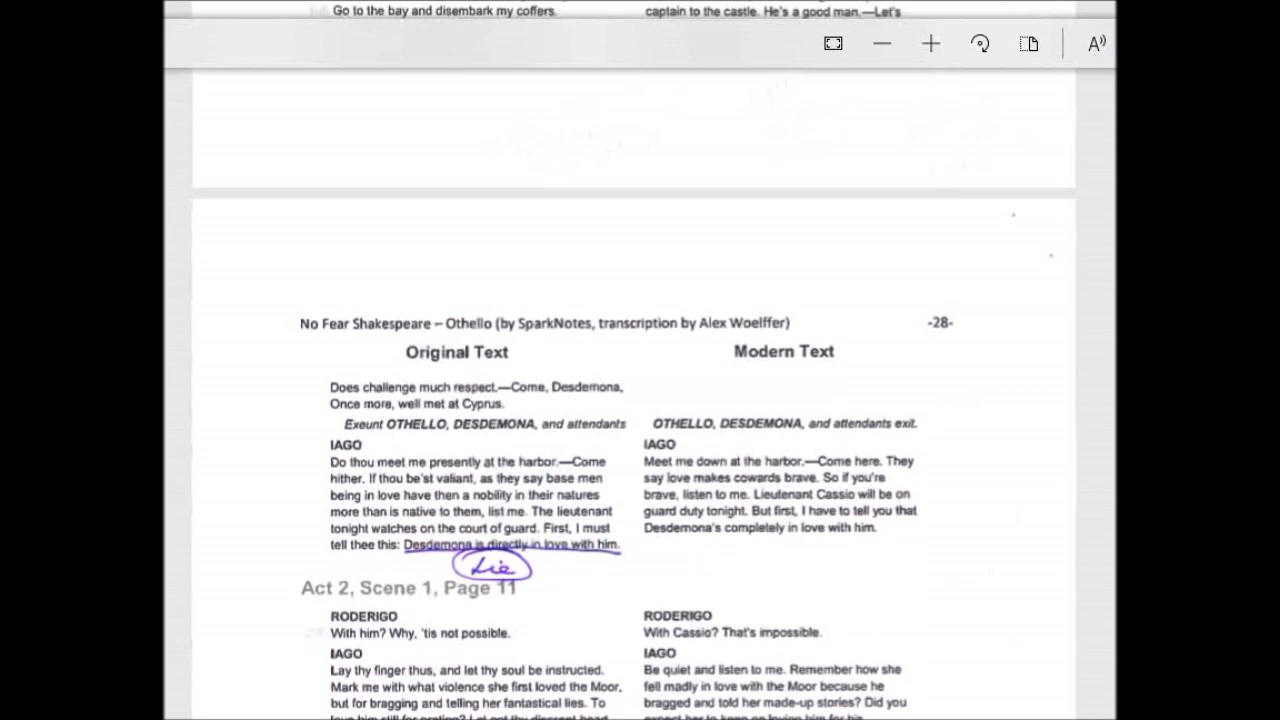 Go to the bay and disembark my coffers.
captain to the castle. He's a good man.—Let's
A
No Fear Shakespeare – Othello (by SparkNotes, transcription by Alex Woelffer)
-28-
Original Text
Does challenge much respect.—Come, Desdemona,
Once more, well met at Cyprus.
Exeunt OTHELLO, DESDEMONA, and attendants
IAGO
Do thou meet me presently at the harbor.—Come
hither. If thou be'st valiant, as they say base men
being in love have then a nobility in their natures
more than is native to them, list me. The lieutenant
tonight watches on the court of guard. First, I must
tell thee this: Desdemona is directly in love with him.
Lie
Modern Text
OTHELLO, DESDEMONA, and attendants exit.
IAGO
Meet me down at the harbor.—Come here. They
say love makes cowards brave. So if you're
brave, listen to me. Lieutenant Cassio will be on
guard duty tonight. But first, I have to tell you that
Desdemona's completely in love with him.
Act 2, Scene 1, Page 11
RODERIGO
With him? Why, 'tis not possible.
IAGO
Lay thy finger thus, and let thy soul be instructed.
Mark me with what violence she first loved the Moor,
but for bragging and telling her fantastical lies. To
RODERIGO
With Cassio? That's impossible.
IAGO
Be quiet and listen to me. Remember how she
fell madly in love with the Moor because he
bragged and told her made-up stories? Did you